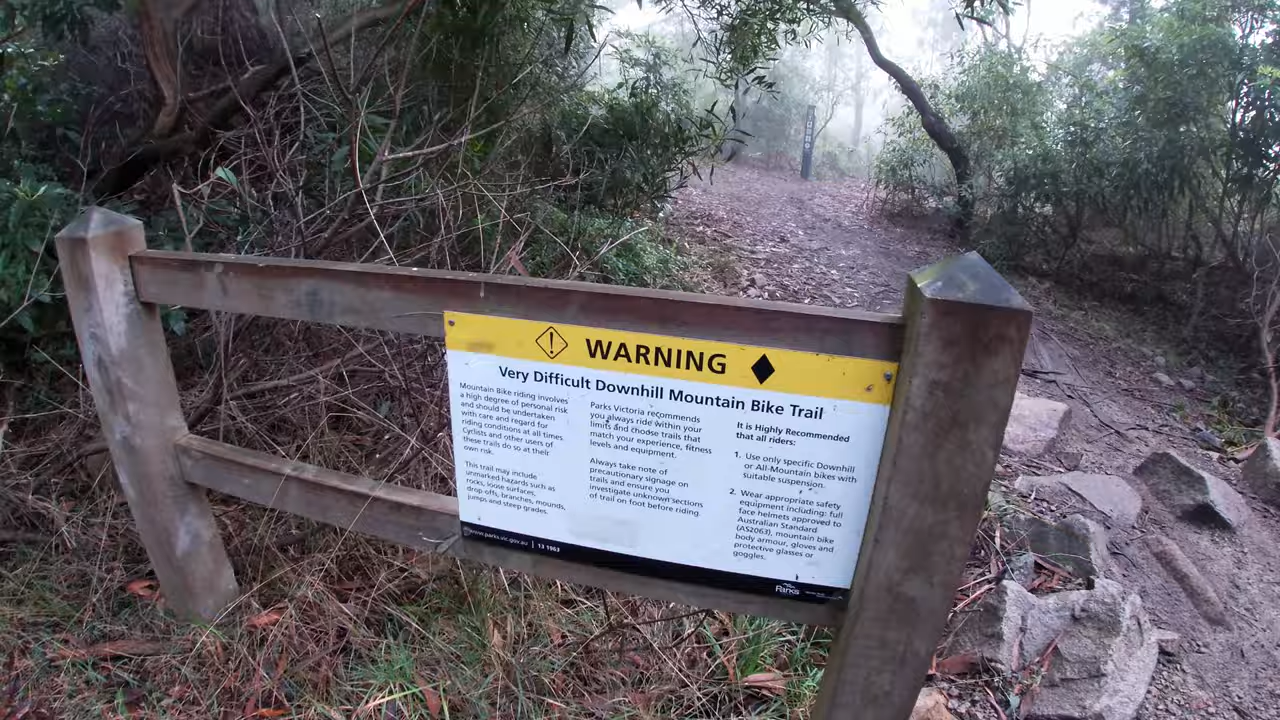 WARNING
Very Difficult Downhill Mountain Bike Trail
Mountain Bike riding involves
a high degree of personal risk
and should be undertaken
with care and regard for
riding conditions at all times.
Cyclists and other users of
these trails do so at their
own risk.
This trail may include
unmarked hazards such as
rocks, loose surfaces,
drop offs, branches, mounds,
jumps and steep grades.
Parks Victoria recommends
you always ride within your
limits and choose trails that
match your experience, fitness
levels and equipment.
Always take note of
precautionary signage on
trails and ensure you
investigate unknown sections
of trail on foot before riding.
It is Highly Recommended
that all riders:
1. Use only specific Downhill
or All-Mountain bikes with
suitable suspension.
2. Wear appropriate safety
equipment including: full
face helmets approved to
Australian Standard
(AS2063), mountain bike
body armour, gloves and
protective glasses or
goggles.
www.parks.vic.gov.au | 13 1963
Parks